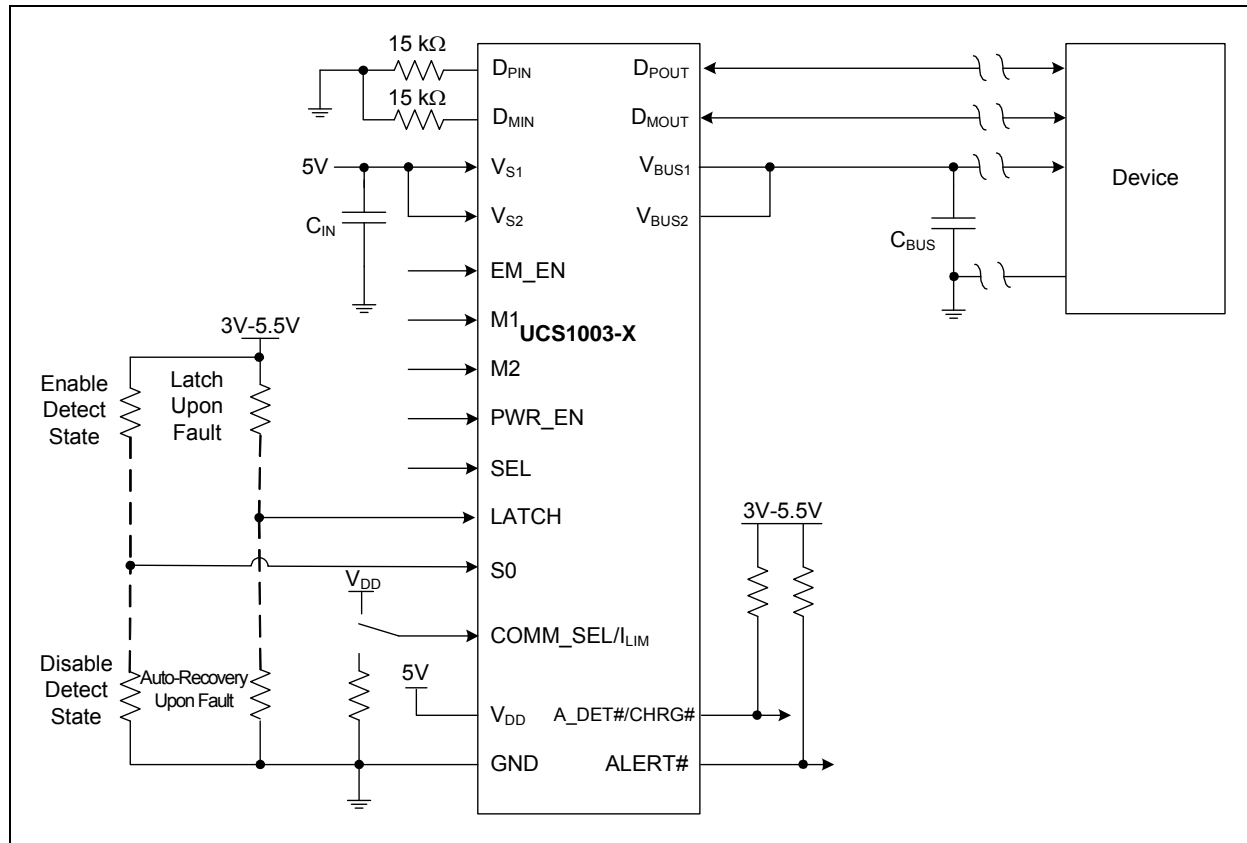 15 kΩ
15 kΩ
DPIN
DMIN
5V
VS1
VS2
CIN
EM_EN
M1
M2
PWR_EN
SEL
LATCH
S0
COMM_SEL/ILIM
VDD
GND
UCS1003-X
DPOUT
DMOUT
VBUS1
VBUS2
CBUS
Device
3V-5.5V
Enable
Detect
State
Latch
Upon
Fault
VDD
Disable
Detect
State
Auto-Recovery
Upon Fault
5V
3V-5.5V
A_DET#/CHRG#
ALERT#